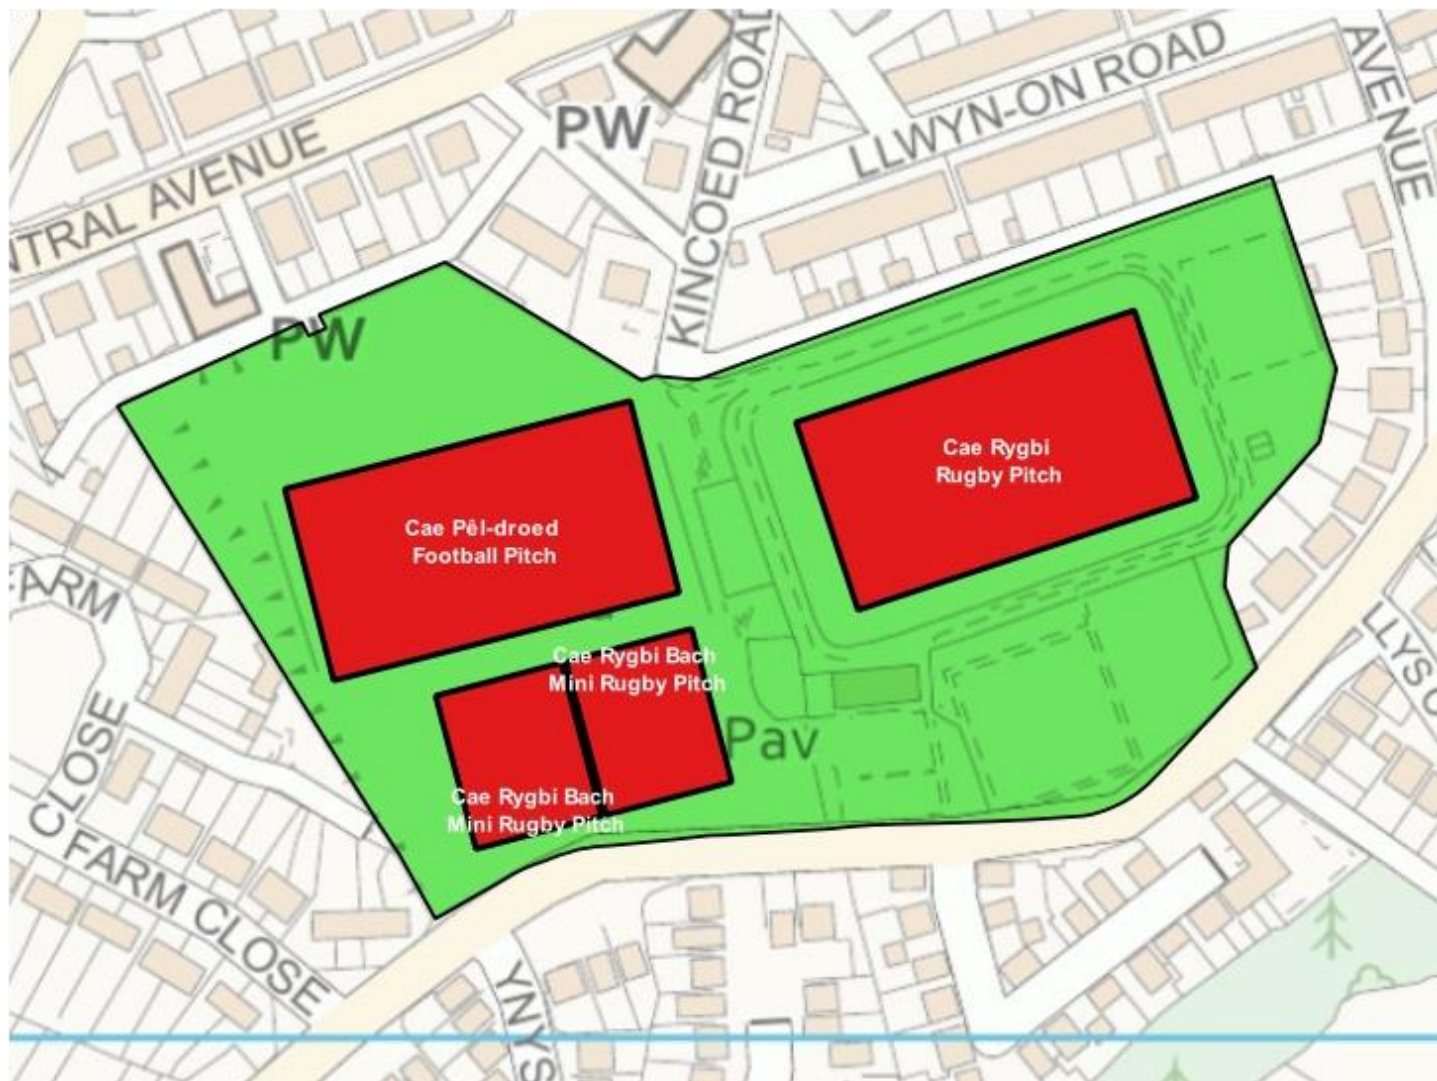 PW
KINCOED ROAD
LLWYN-ON ROAD
AVENUE
NTRAL AVENUE
PW
Cae Rygbi
Rugby Pitch
Cae Pêl-droed
Football Pitch
FARM
Cae Rygbi Bach
Mini Rugby Pitch
Pav
Cae Rygbi Bach
Mini Rugby Pitch
CLOSE
FARM CLOSE
YNYS